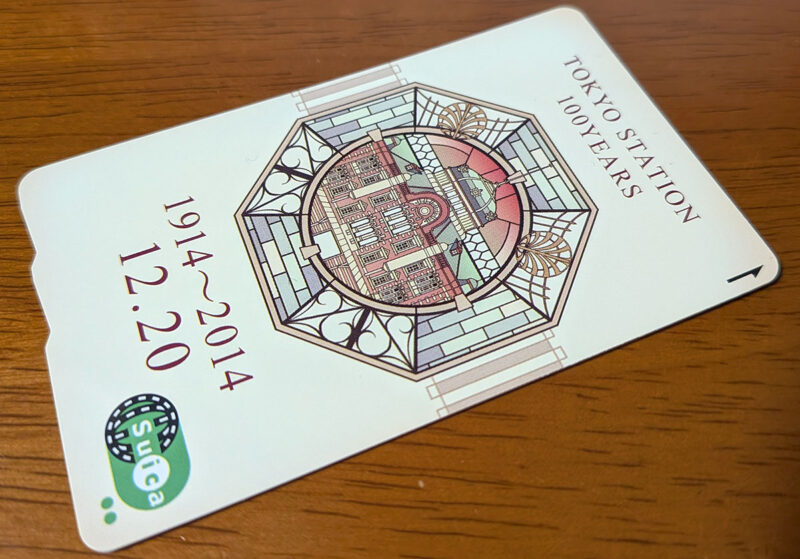 TOKYO STATION
100YEARS
1914～2014
12.20
Suica